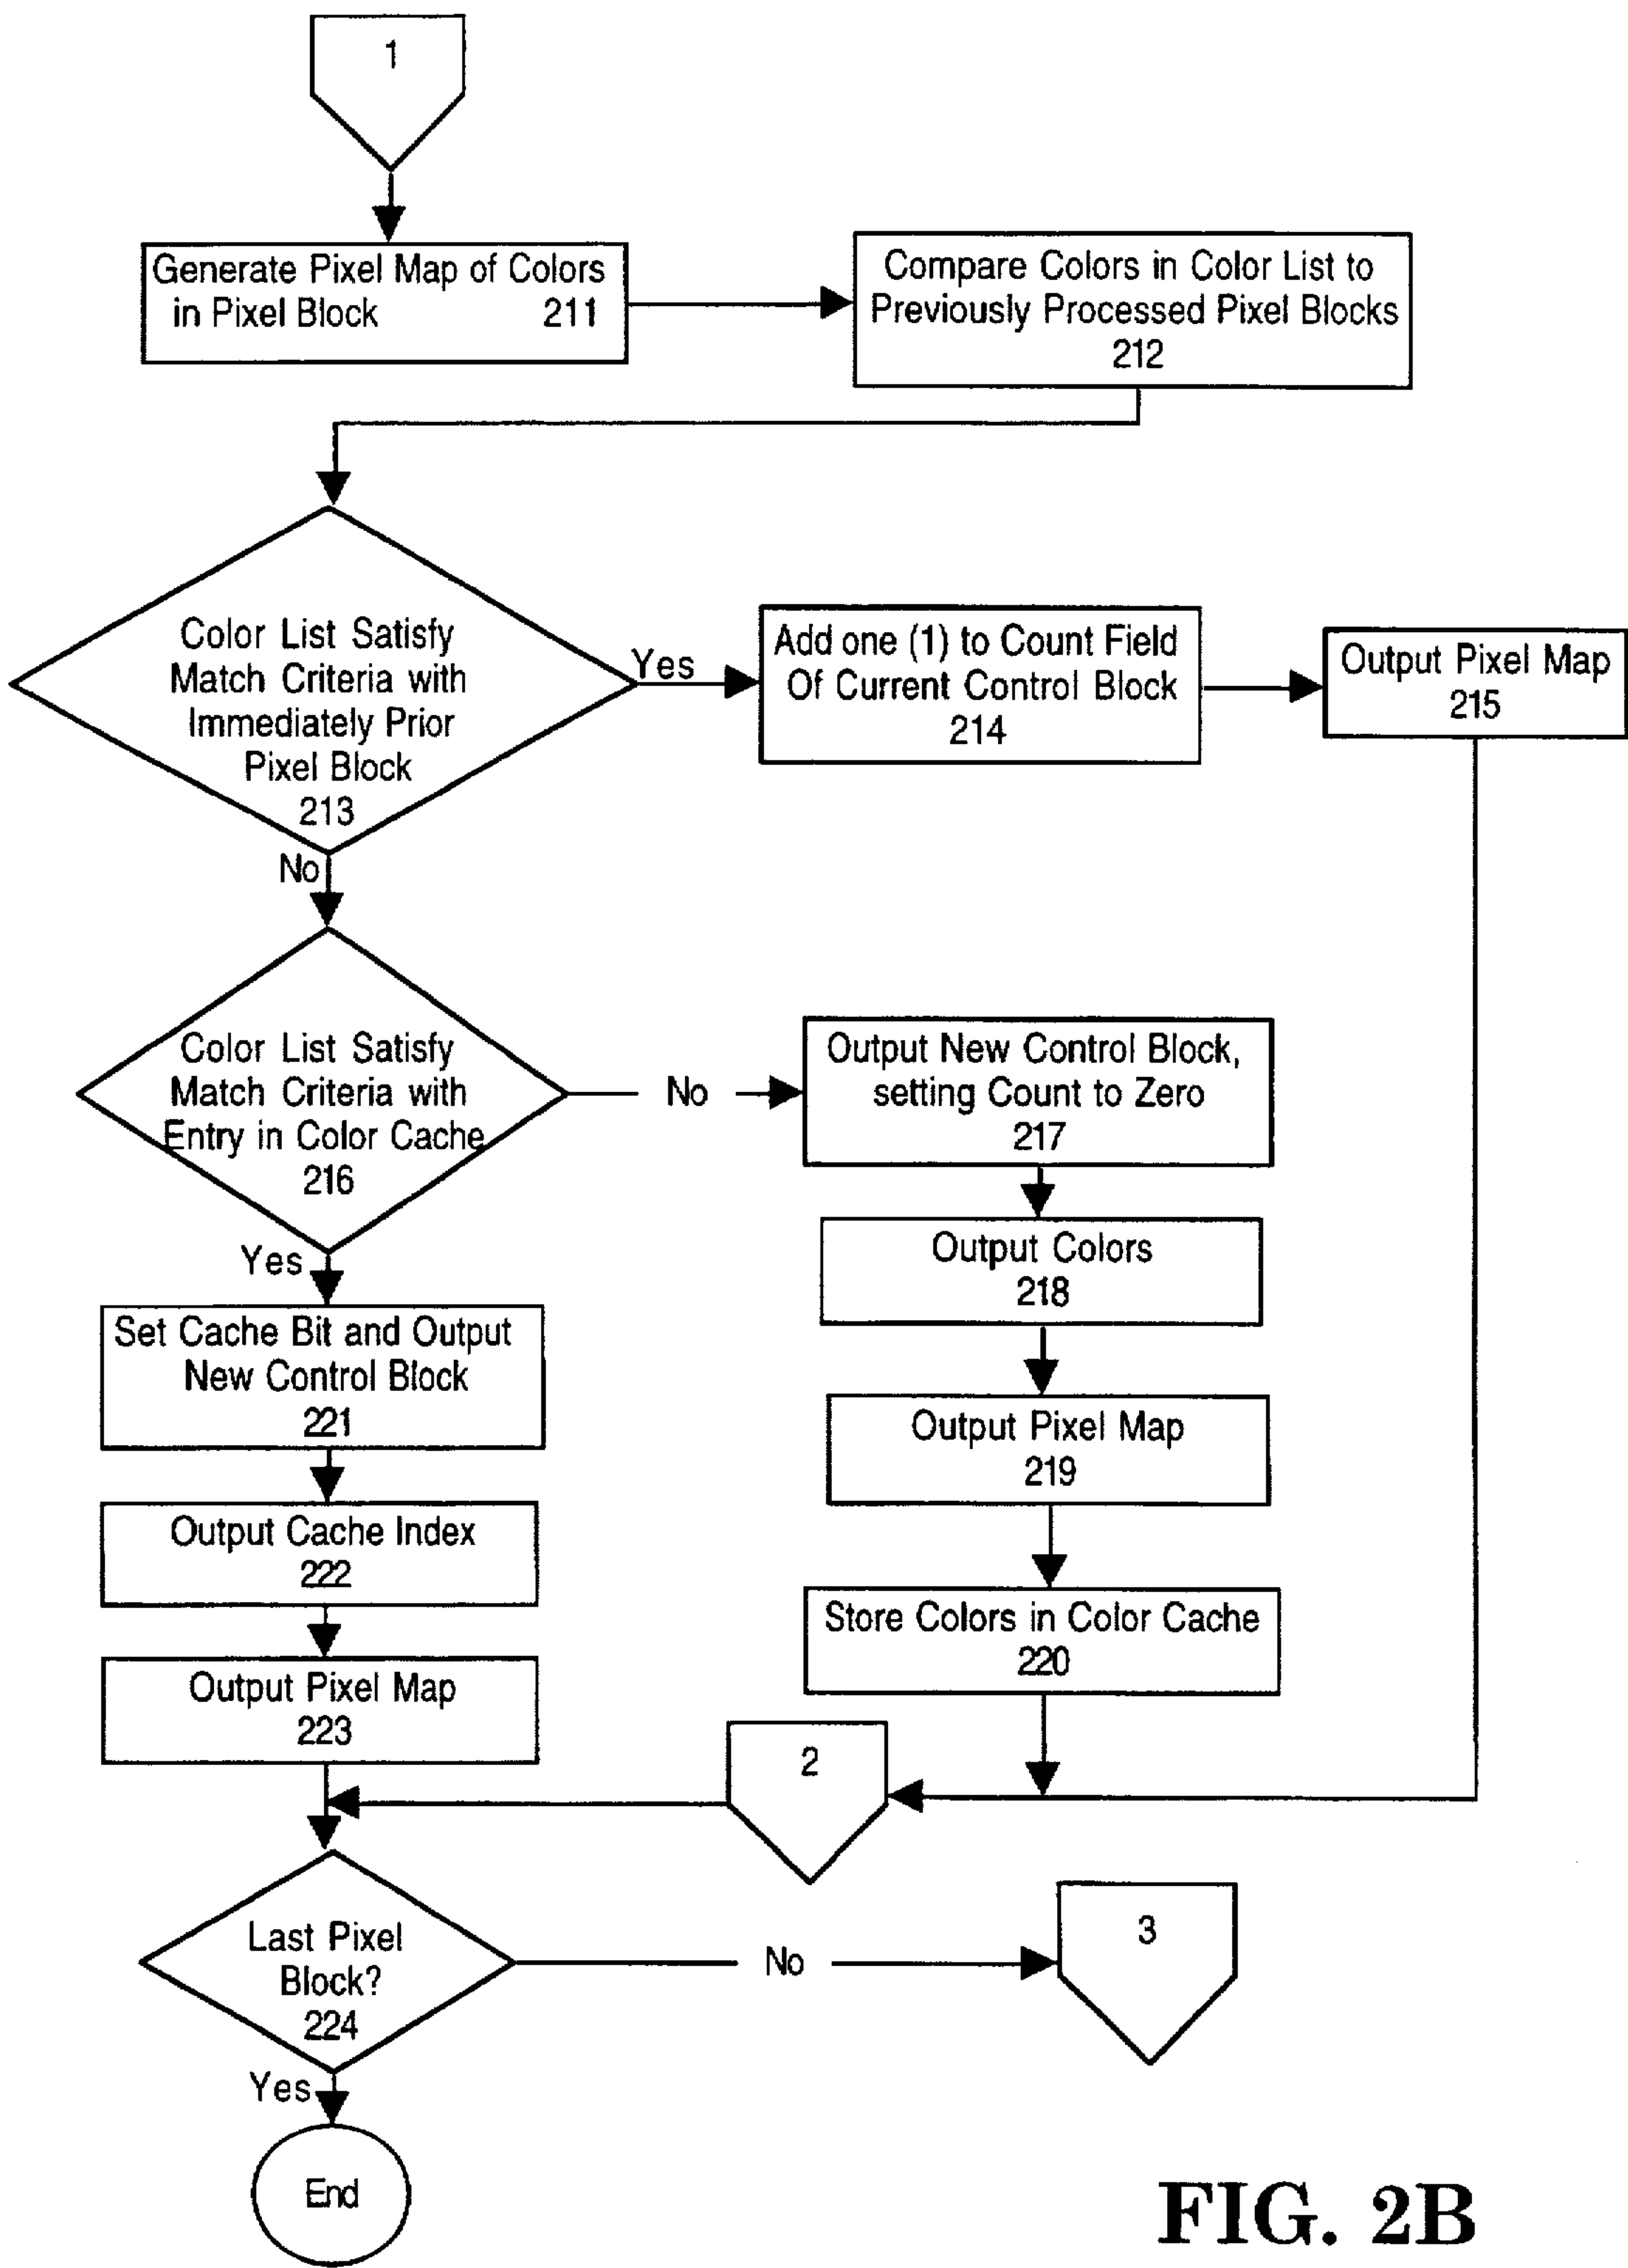 1
Generate Pixel Map of Colors
in Pixel Block 211
Compare Colors in Color List to
Previously Processed Pixel Blocks
212
Color List Satisfy
Match Criteria with
Immediately Prior
Pixel Block
213
Yes
Add one (1) to Count Field
Of Current Control Block
214
Output Pixel Map
215
No
Color List Satisfy
Match Criteria with
Entry in Color Cache
216
No
Output New Control Block,
setting Count to Zero
217
Output Colors
218
Output Pixel Map
219
Store Colors in Color Cache
220
Yes
Set Cache Bit and Output
New Control Block
221
Output Cache Index
222
Output Pixel Map
223
2
Last Pixel
Block?
224
No
3
Yes
End
FIG. 2B